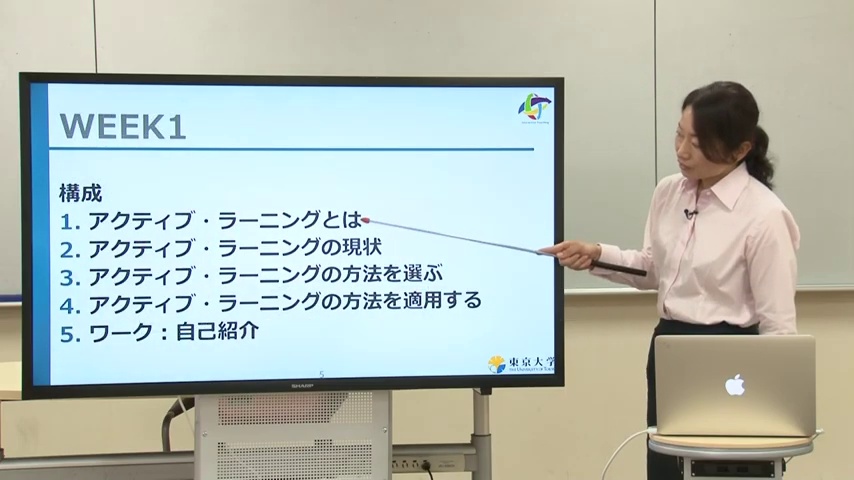 WEEK1
構成
1. アクティブ・ラーニングとは
2. アクティブ・ラーニングの現状
3. アクティブ・ラーニングの方法を選ぶ
4. アクティブ・ラーニングの方法を適用する
5. ワーク：自己紹介
5
東京大学
SHARP